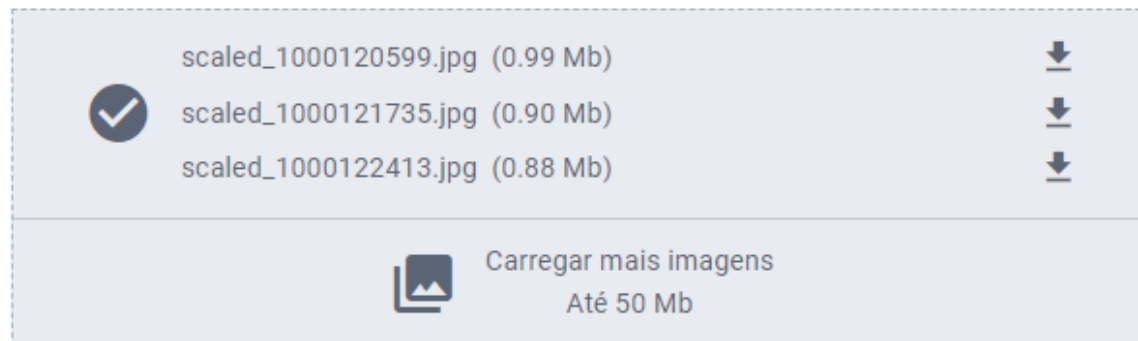 scaled_1000120599.jpg (0.99 Mb)
scaled_1000121735.jpg (0.90 Mb)
scaled_1000122413.jpg (0.88 Mb)
Carregar mais imagens
Até 50 Mb